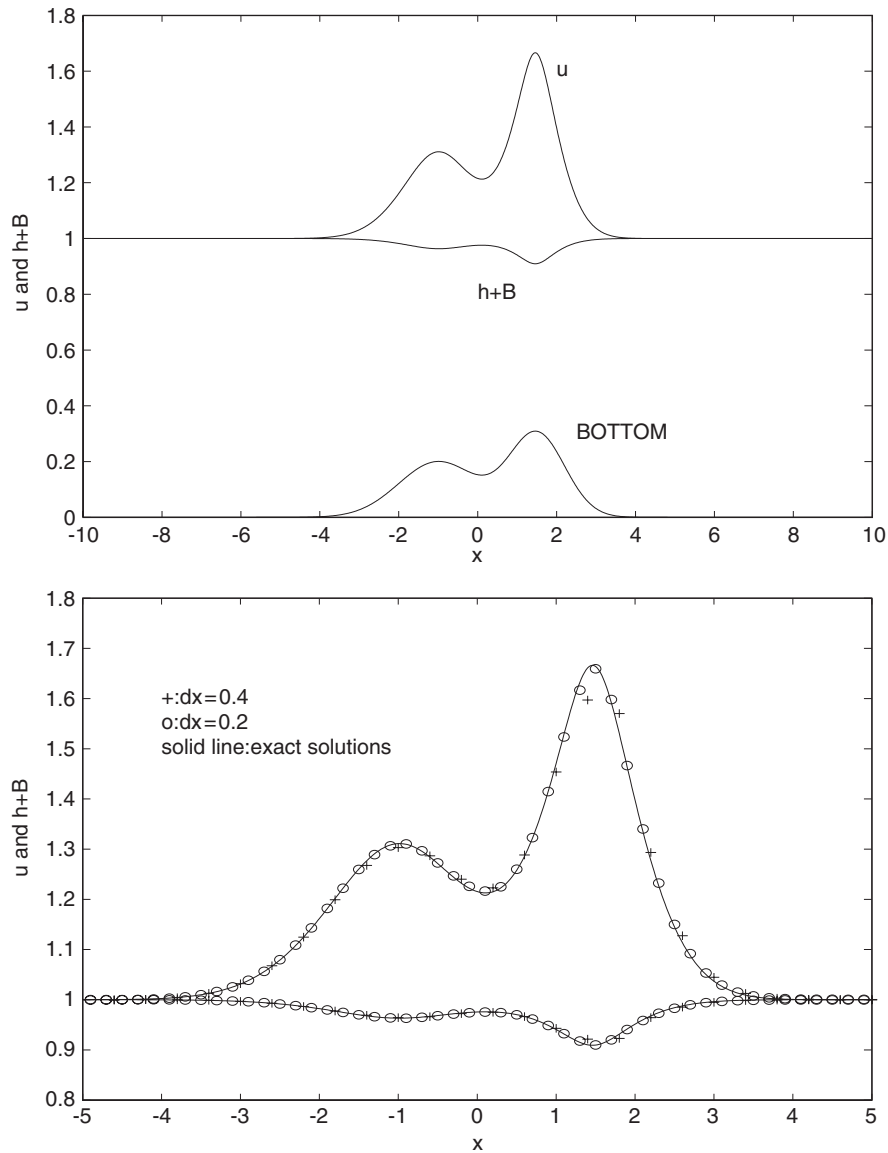 1.8
1.6
1.4
1.2
1
0.8
0.6
0.4
0.2
0
u and h+B
u
h+B
BOTTOM
-10 -8 -6 -4 -2 0 2 4 6 8 10
x
1.8
1.7
1.6
1.5
1.4
1.3
1.2
1.1
1
0.9
0.8
u and h+B
+:dx=0.4
o:dx=0.2
solid line:exact solutions
-5 -4 -3 -2 -1 0 1 2 3 4 5
x